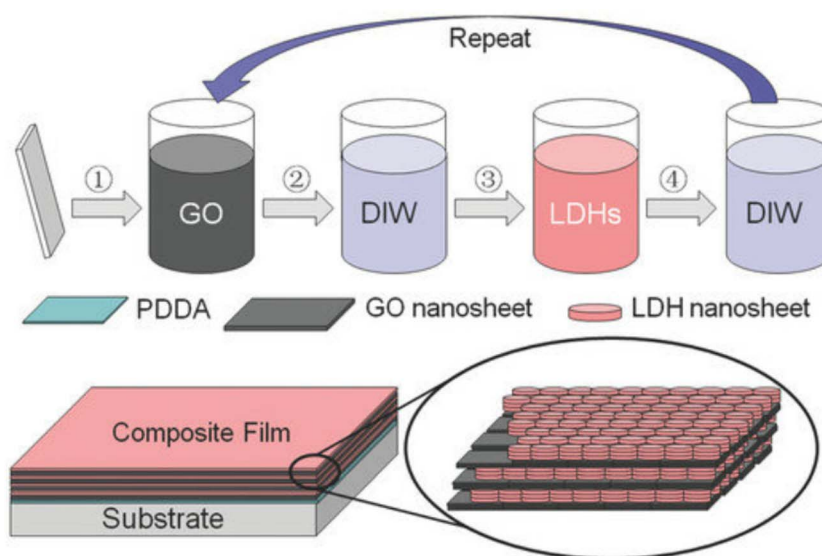 Repeat
① ② ③ ④
GO DIW LDHs DIW
PDDA GO nanosheet LDH nanosheet
Composite Film
Substrate